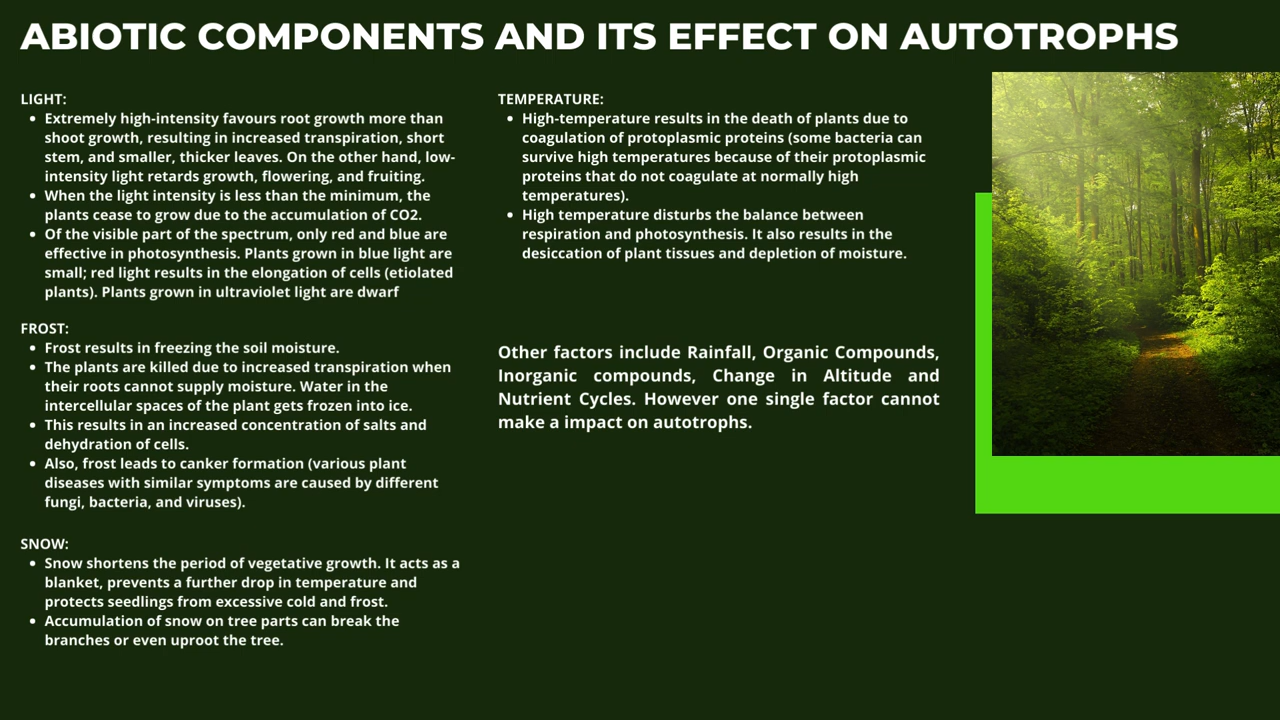 ABIOTIC COMPONENTS AND ITS EFFECT ON AUTOTROPHS
LIGHT:
• Extremely high-intensity favours root growth more than
shoot growth, resulting in increased transpiration, short
stem, and smaller, thicker leaves. On the other hand, low-
intensity light retards growth, flowering, and fruiting.
• When the light intensity is less than the minimum, the
plants cease to grow due to the accumulation of CO2.
• Of the visible part of the spectrum, only red and blue are
effective in photosynthesis. Plants grown in blue light are
small; red light results in the elongation of cells (etiolated
plants). Plants grown in ultraviolet light are dwarf
FROST:
• Frost results in freezing the soil moisture.
• The plants are killed due to increased transpiration when
their roots cannot supply moisture. Water in the
intercellular spaces of the plant gets frozen into ice.
• This results in an increased concentration of salts and
dehydration of cells.
• Also, frost leads to canker formation (various plant
diseases with similar symptoms are caused by different
fungi, bacteria, and viruses).
SNOW:
• Snow shortens the period of vegetative growth. It acts as a
blanket, prevents a further drop in temperature and
protects seedlings from excessive cold and frost.
• Accumulation of snow on tree parts can break the
branches or even uproot the tree.
TEMPERATURE:
• High-temperature results in the death of plants due to
coagulation of protoplasmic proteins (some bacteria can
survive high temperatures because of their protoplasmic
proteins that do not coagulate at normally high
temperatures).
• High temperature disturbs the balance between
respiration and photosynthesis. It also results in the
desiccation of plant tissues and depletion of moisture.
Other factors include Rainfall, Organic Compounds,
Inorganic compounds, Change in Altitude and
Nutrient Cycles. However one single factor cannot
make a impact on autotrophs.